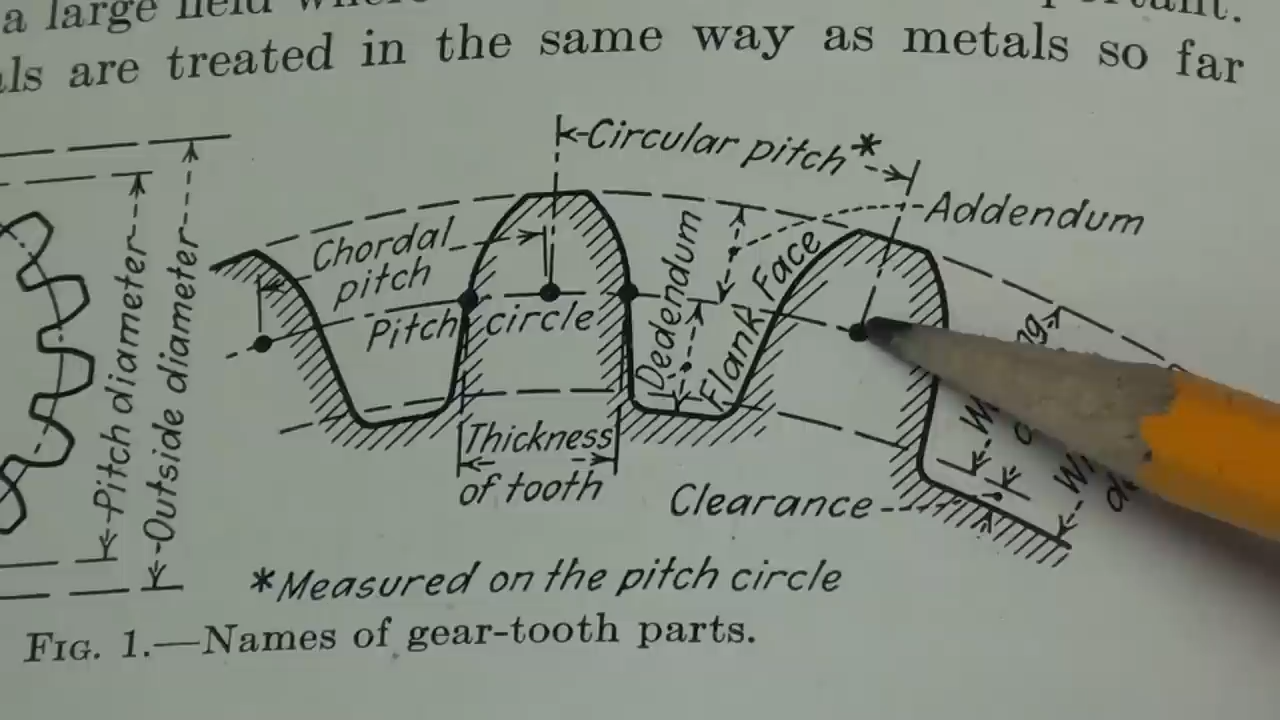 a large
als are treated in the same way as metals so far
Circular pitch*
Addendum
Chordal
pitch
Pitch circle
Dedendum
Flank Face
Pitch diameter
Outside diameter
Thickness
of tooth
Clearance
*Measured on the pitch circle
FIG. 1.—Names of gear-tooth parts.